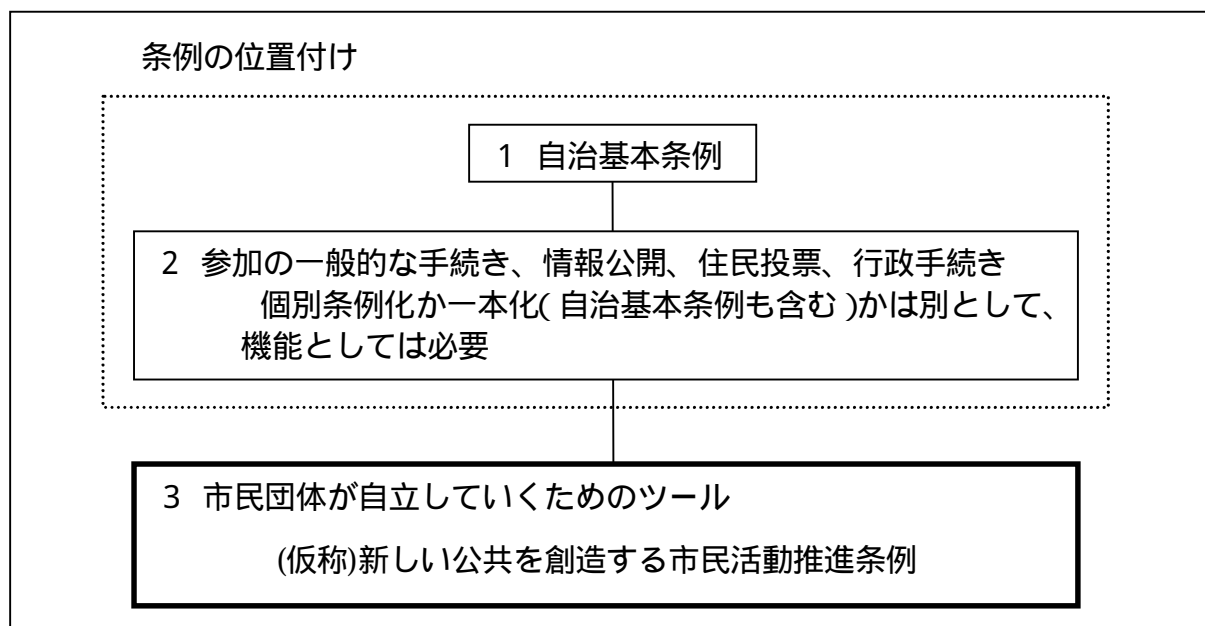 条例の位置付け
1 自治基本条例
2 参加の一般的な手続き、情報公開、住民投票、行政手続き
個別条例化か一本化(自治基本条例も含む)かは別として、
機能としては必要
3 市民団体が自立していくためのツール
(仮称)新しい公共を創造する市民活動推進条例